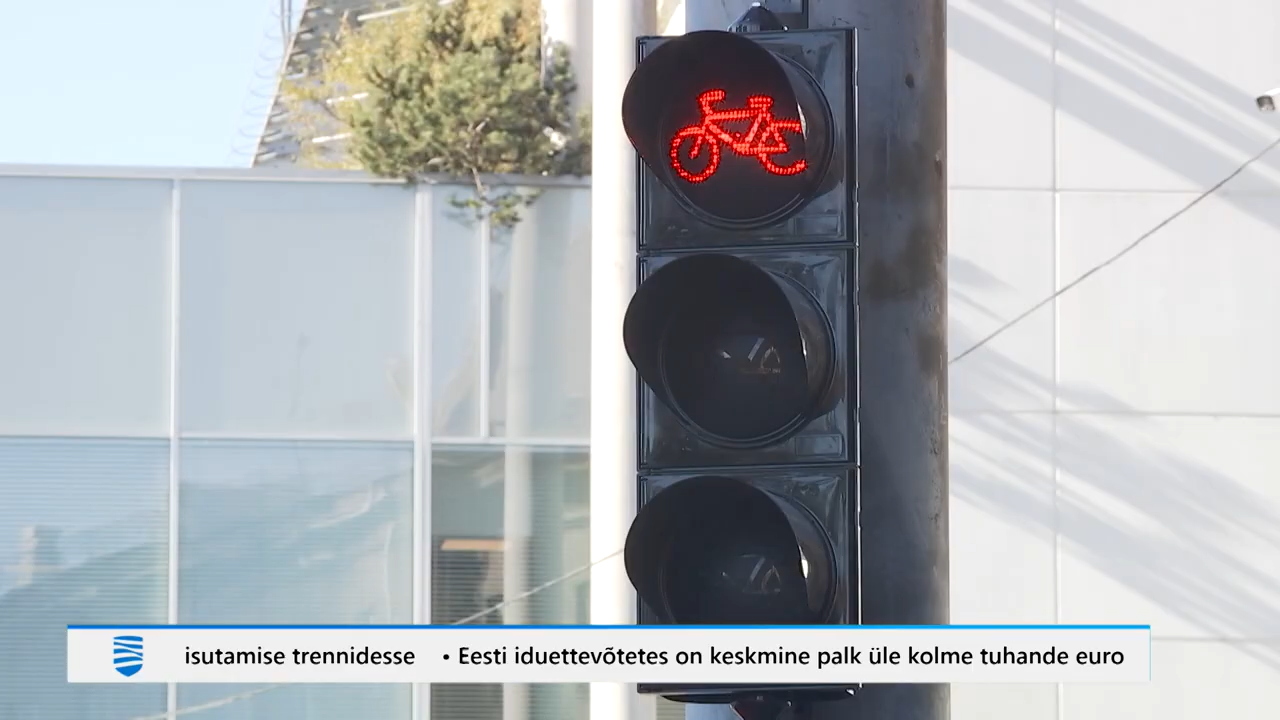 isutamise trennidesse • Eesti iduettevõtetes on keskmine palk üle kolme tuhande euro